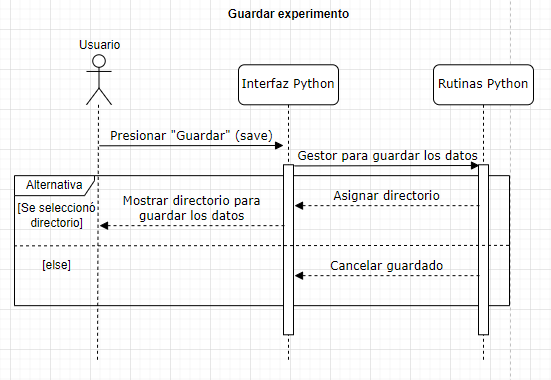 Guardar experimento
Usuario
Interfaz Python
Rutinas Python
Presionar "Guardar" (save)
Gestor para guardar los datos
Alternativa
[Se seleccionó
directorio]
Mostrar directorio para
guardar los datos
Asignar directorio
[else]
Cancelar guardado